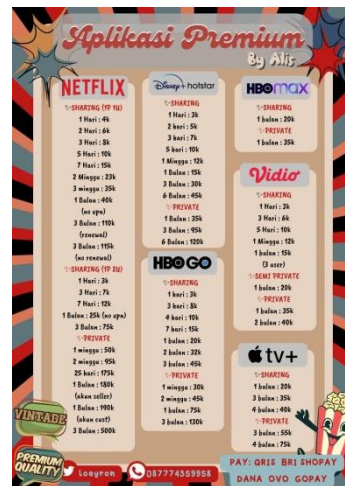 Aplikasi Premium
By Alis
NETFLIX
SHARING (1P 1U)
1 Hari : 4k
2 Hari : 6k
3 Hari : 8k
5 Hari : 10k
7 Hari : 15k
2 Minggu : 23k
3 minggu : 35k
1 Bulan : 40k
(no vpn)
3 Bulan : 110k
(renewal)
3 Bulan : 115k
(no renewal)
SHARING (1P 2U)
1 Hari : 3k
3 Hari : 7k
7 Hari : 12k
1 Bulan : 25k (no vpn)
3 Bulan : 75k
PRIVATE
1 minggu : 50k
2 minggu : 95k
25 hari : 175k
1 Bulan : 180k
(akun seller)
1 Bulan : 190k
(akun cust)
3 Bulan : 500k
Disney+ hotstar
SHARING
1 Hari : 3k
2 hari : 5k
3 hari : 7k
5 hari : 10k
1 Minggu : 12k
1 Bulan : 15k
3 Bulan : 30k
6 Bulan : 45k
PRIVATE
1 Bulan : 35k
3 Bulan : 95k
6 Bulan : 120k
HBO GO
SHARING
1 hari : 3k
3 hari : 8k
4 hari : 10k
7 hari : 15k
1 bulan : 20k
2 bulan : 32k
3 bulan : 45k
PRIVATE
1 minggu : 30k
2 minggu : 45k
1 bulan : 75k
3 bulan : 130k
HBO max
SHARING
1 bulan : 20k
PRIVATE
1 bulan : 35k
Vidio
SHARING
1 Hari : 3k
3 Hari : 6k
5 Hari : 10k
1 Minggu : 12k
1 bulan : 15k
(3 user)
SEMI PRIVATE
1 bulan : 20k
PRIVATE
1 bulan : 35k
2 bulan : 40k
tv+
SHARING
1 bulan : 20k
3 bulan : 35k
4 bulan : 40k
PRIVATE
3 bulan : 55k
4 bulan : 75k
VINTAGE
PREMIUM
QUALITY
Loeyron
087774359958
PAY: QRIS BRI SHOPAY
DANA OVO GOPAY